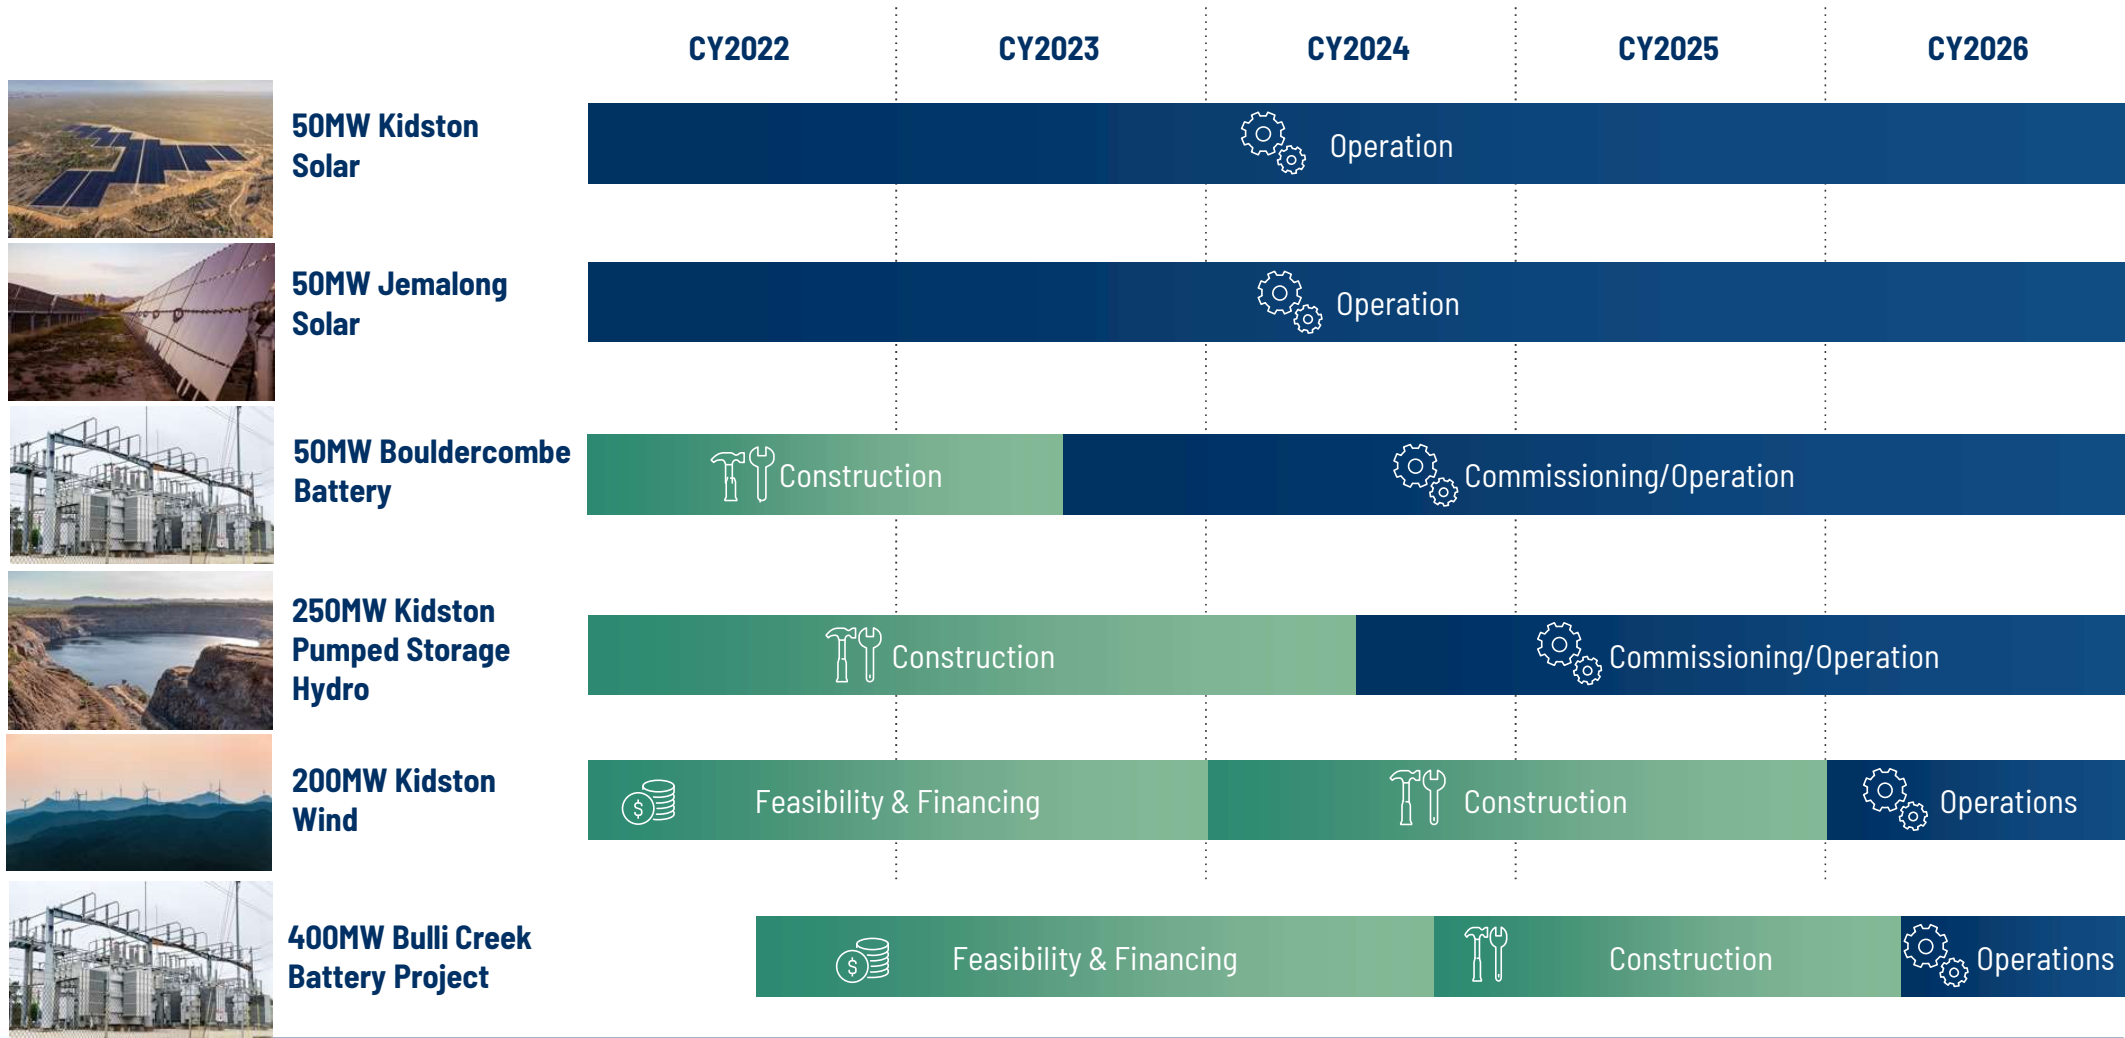 CY2022 CY2023 CY2024 CY2025 CY2026
50MW Kidston
Solar
Operation
50MW Jemalong
Solar
Operation
50MW Bouldercombe
Battery
Construction
Commissioning/Operation
250MW Kidston
Pumped Storage
Hydro
Construction
Commissioning/Operation
200MW Kidston
Wind
$
Feasibility & Financing
Construction
Operations
400MW Bulli Creek
Battery Project
$
Feasibility & Financing
Construction
Operations